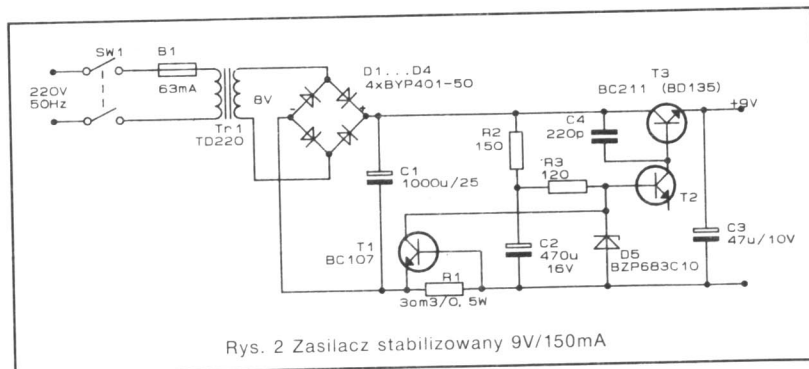 SW1
B1
220V
50Hz
63mA
8V
Tr1
TD220
D1...D4
4xBYP401-50
-
+
C1
1000u/25
R2
150
C4
220p
T3
BC211 (BD135)
+9V
R3
120
T2
T1
BC107
C2
470u
16V
D5
BZP683C10
C3
47u/10V
R1
3om3/0,5W
Rys. 2 Zasilacz stabilizowany 9V/150mA